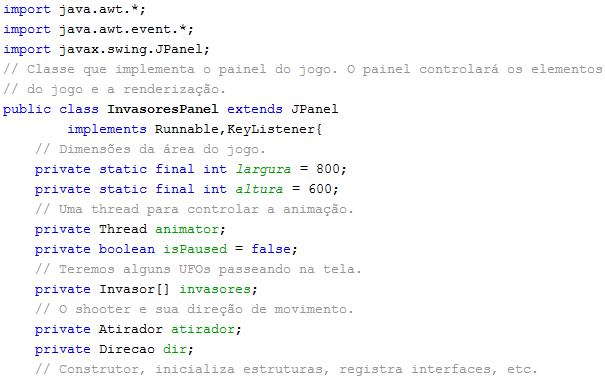 import java.awt.*;
import java.awt.event.*;
import javax.swing.JPanel;
// Classe que implementa o painel do jogo. O painel controlará os elementos
// do jogo e a renderização.
public class InvasoresPanel extends JPanel
        implements Runnable,KeyListener{
    // Dimensões da área do jogo.
    private static final int largura = 800;
    private static final int altura = 600;
    // Uma thread para controlar a animação.
    private Thread animator;
    private boolean isPaused = false;
    // Teremos alguns UFOs passeando na tela.
    private Invasor[] invasores;
    // O shooter e sua direção de movimento.
    private Atirador atirador;
    private Direcao dir;
    // Construtor, inicializa estruturas, registra interfaces, etc.